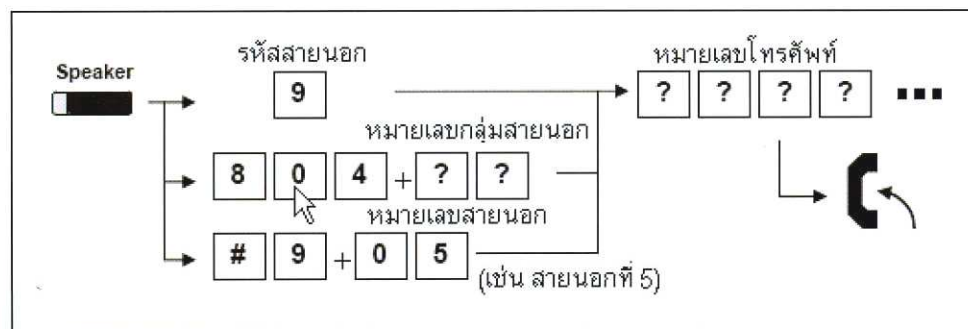 รหัสสายนอก
หมายเลขโทรศัพท์
Speaker
9
? ? ? ? ...
หมายเลขกลุ่มสายนอก
8 0 4 + ? ?
หมายเลขสายนอก
# 9 + 0 5
(เช่น สายนอกที่ 5)